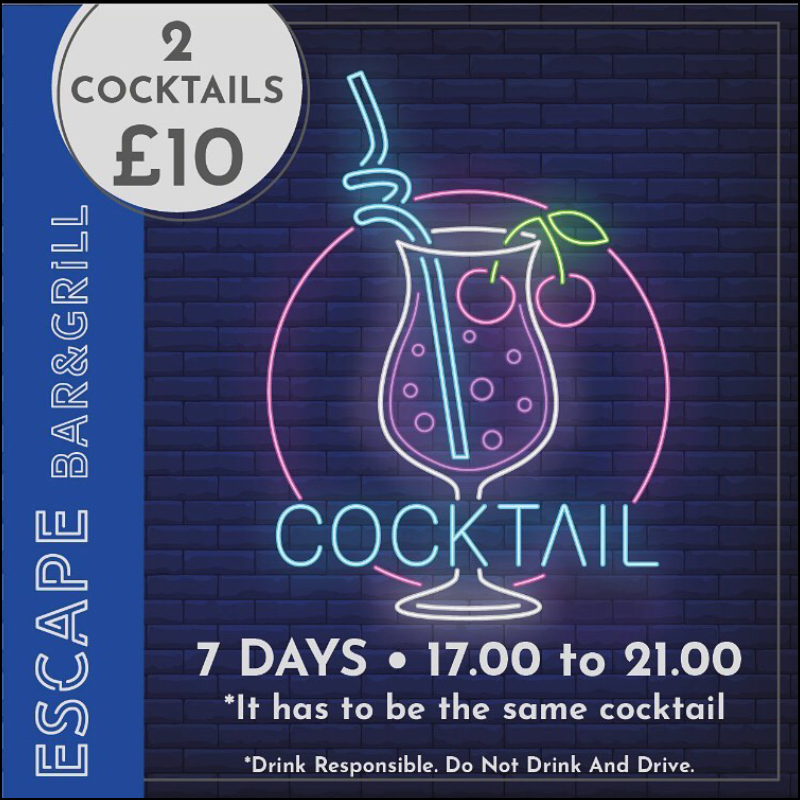 2
COCKTAILS
£10
ESCAPE BAR&GRiLL
COCKTAIL
7 DAYS • 17.00 to 21.00
*It has to be the same cocktail
*Drink Responsible. Do Not Drink And Drive.